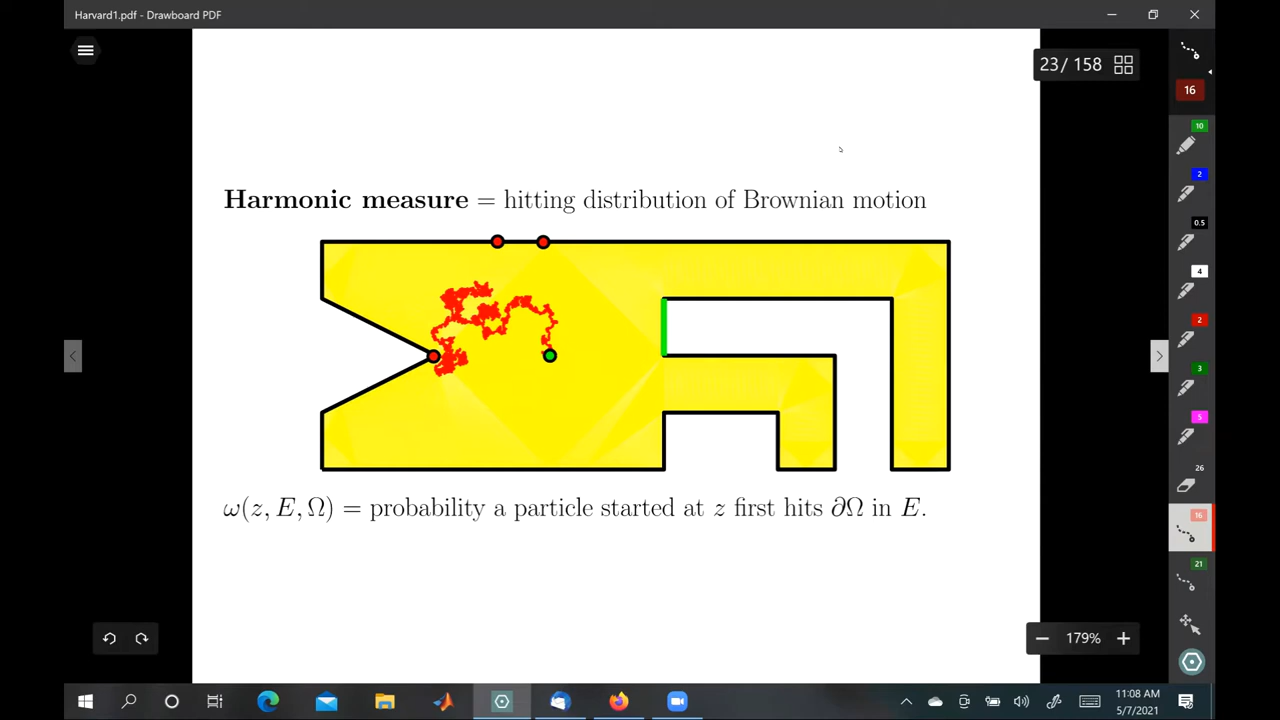 Harvard1.pdf - Drawboard PDF
23 / 158
16
10
2
0.5
4
2
3
5
26
16
21
Harmonic measure = hitting distribution of Brownian motion
ω(z, E, Ω) = probability a particle started at z first hits ∂Ω in E.
179%
11:08 AM
5/7/2021